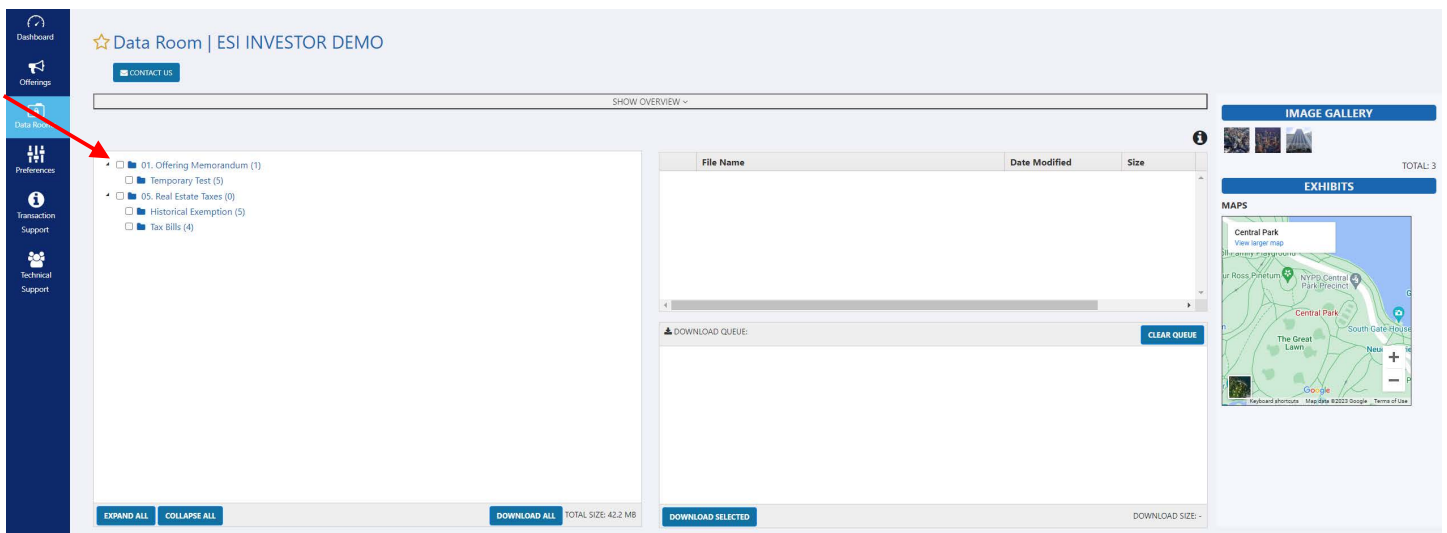 Dashboard
Offerings
Data Room
Preferences
Transaction
Support
Technical
Support
Data Room | ESI INVESTOR DEMO
CONTACT US
SHOW OVERVIEW
01. Offering Memorandum (1)
Temporary Test (5)
05. Real Estate Taxes (0)
Historical Exemption (5)
Tax Bills (4)
EXPAND ALL COLLAPSE ALL DOWNLOAD ALL TOTAL SIZE: 42.2 MB
File Name Date Modified Size
DOWNLOAD QUEUE: CLEAR QUEUE
DOWNLOAD SELECTED DOWNLOAD SIZE: -
IMAGE GALLERY
TOTAL: 3
EXHIBITS
MAPS
Central Park
View larger map
Ross Pinetum
NYPD Central
Park Precinct
Central Park
South Gate House
The Great
Lawn
Google
Keyboard shortcuts Map data ©2023 Google Terms of Use